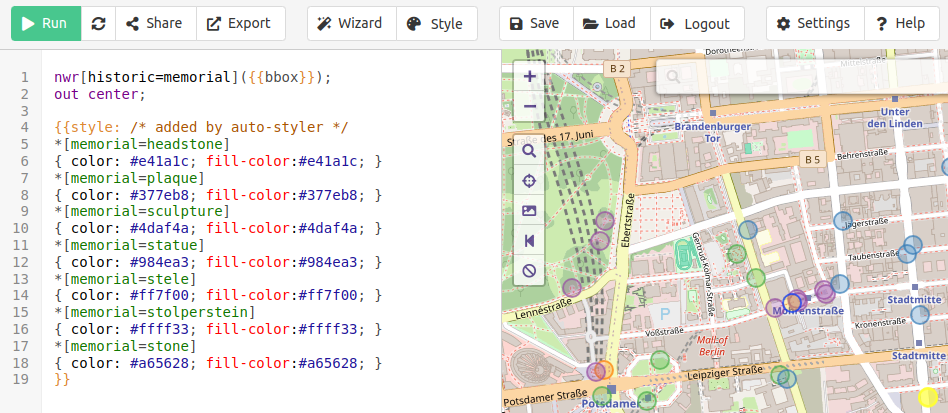 Run
Share
Export
Wizard
Style
Save
Load
Logout
Settings
Help
1 nwr[historic=memorial]({{bbox}});
2 out center;
3
4 {{style: /* added by auto-styler */
5 *[memorial=headstone]
6 { color: #e41a1c; fill-color:#e41a1c; }
7 *[memorial=plaque]
8 { color: #377eb8; fill-color:#377eb8; }
9 *[memorial=sculpture]
10 { color: #4daf4a; fill-color:#4daf4a; }
11 *[memorial=statue]
12 { color: #984ea3; fill-color:#984ea3; }
13 *[memorial=stele]
14 { color: #ff7f00; fill-color:#ff7f00; }
15 *[memorial=stolperstein]
16 { color: #ffff33; fill-color:#ffff33; }
17 *[memorial=stone]
18 { color: #a65628; fill-color:#a65628; }
19 }}
B 2
Straße des 17. Juni
Brandenburger
Tor
Unter
den Linden
B 5
Behrenstraße
Ebertstraße
Jägerstraße
Gertrud-Kolmar-Straße
Taubenstraße
Lennéstraße
P
Voßstraße
Mohrenstraße
Stadtmitte
Kronenstraße
Mall of
Berlin
Stadtmitte
Leipziger Straße
Potsdamer Straße
Potsdamer